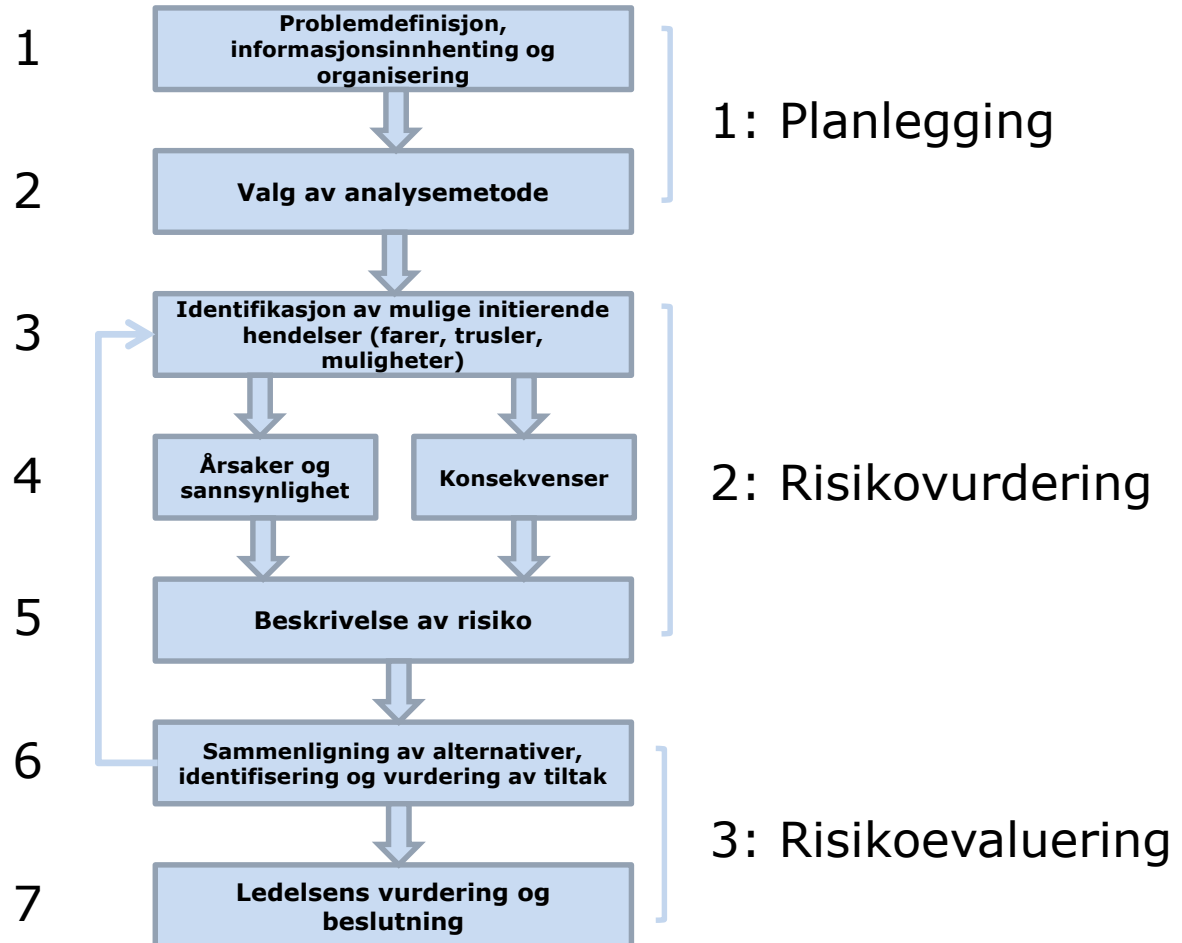 1
Problemdefinisjon,
informasjonsinnhenting og
organisering
1: Planlegging
2
Valg av analysemetode
3
Identifikasjon av mulige initierende
hendelser (farer, trusler,
muligheter)
4
Årsaker og
sannsynlighet
Konsekvenser
2: Risikovurdering
5
Beskrivelse av risiko
6
Sammenligning av alternativer,
identifisering og vurdering av tiltak
3: Risikoevaluering
7
Ledelsens vurdering og
beslutning